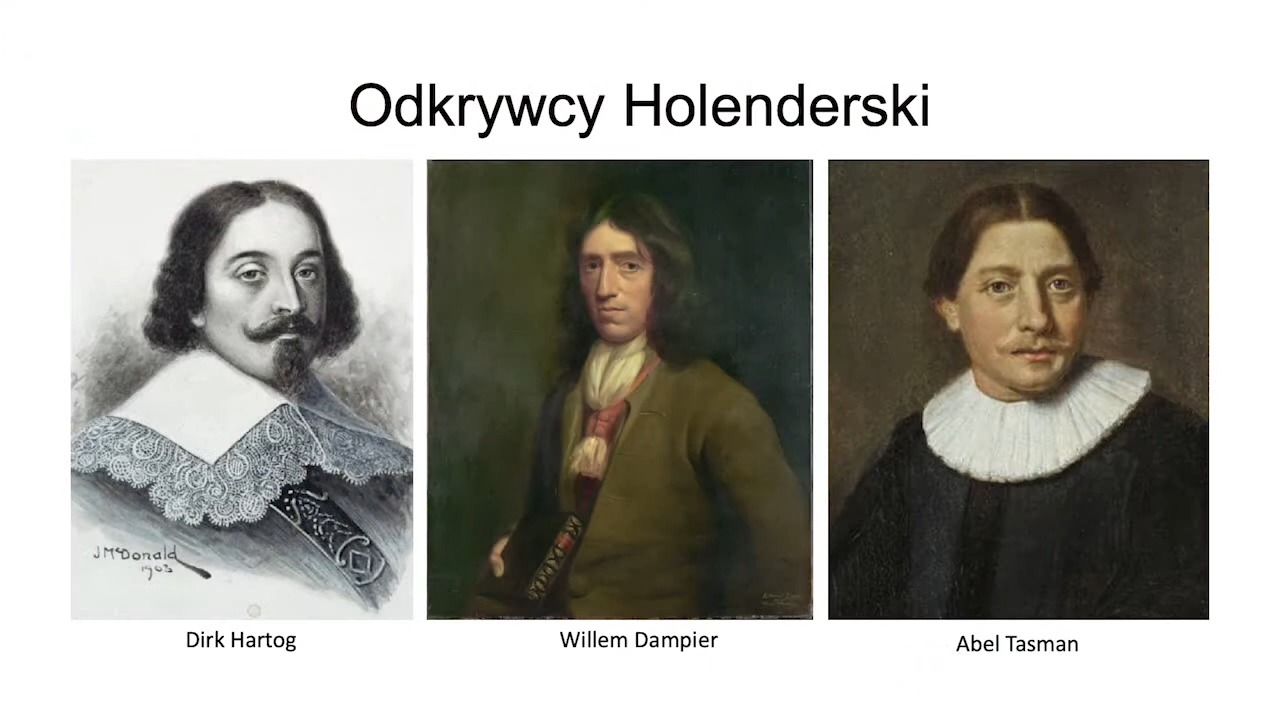 Odkrywcy Holenderski
J McDonald
1903
Dirk Hartog
Willem Dampier
Abel Tasman